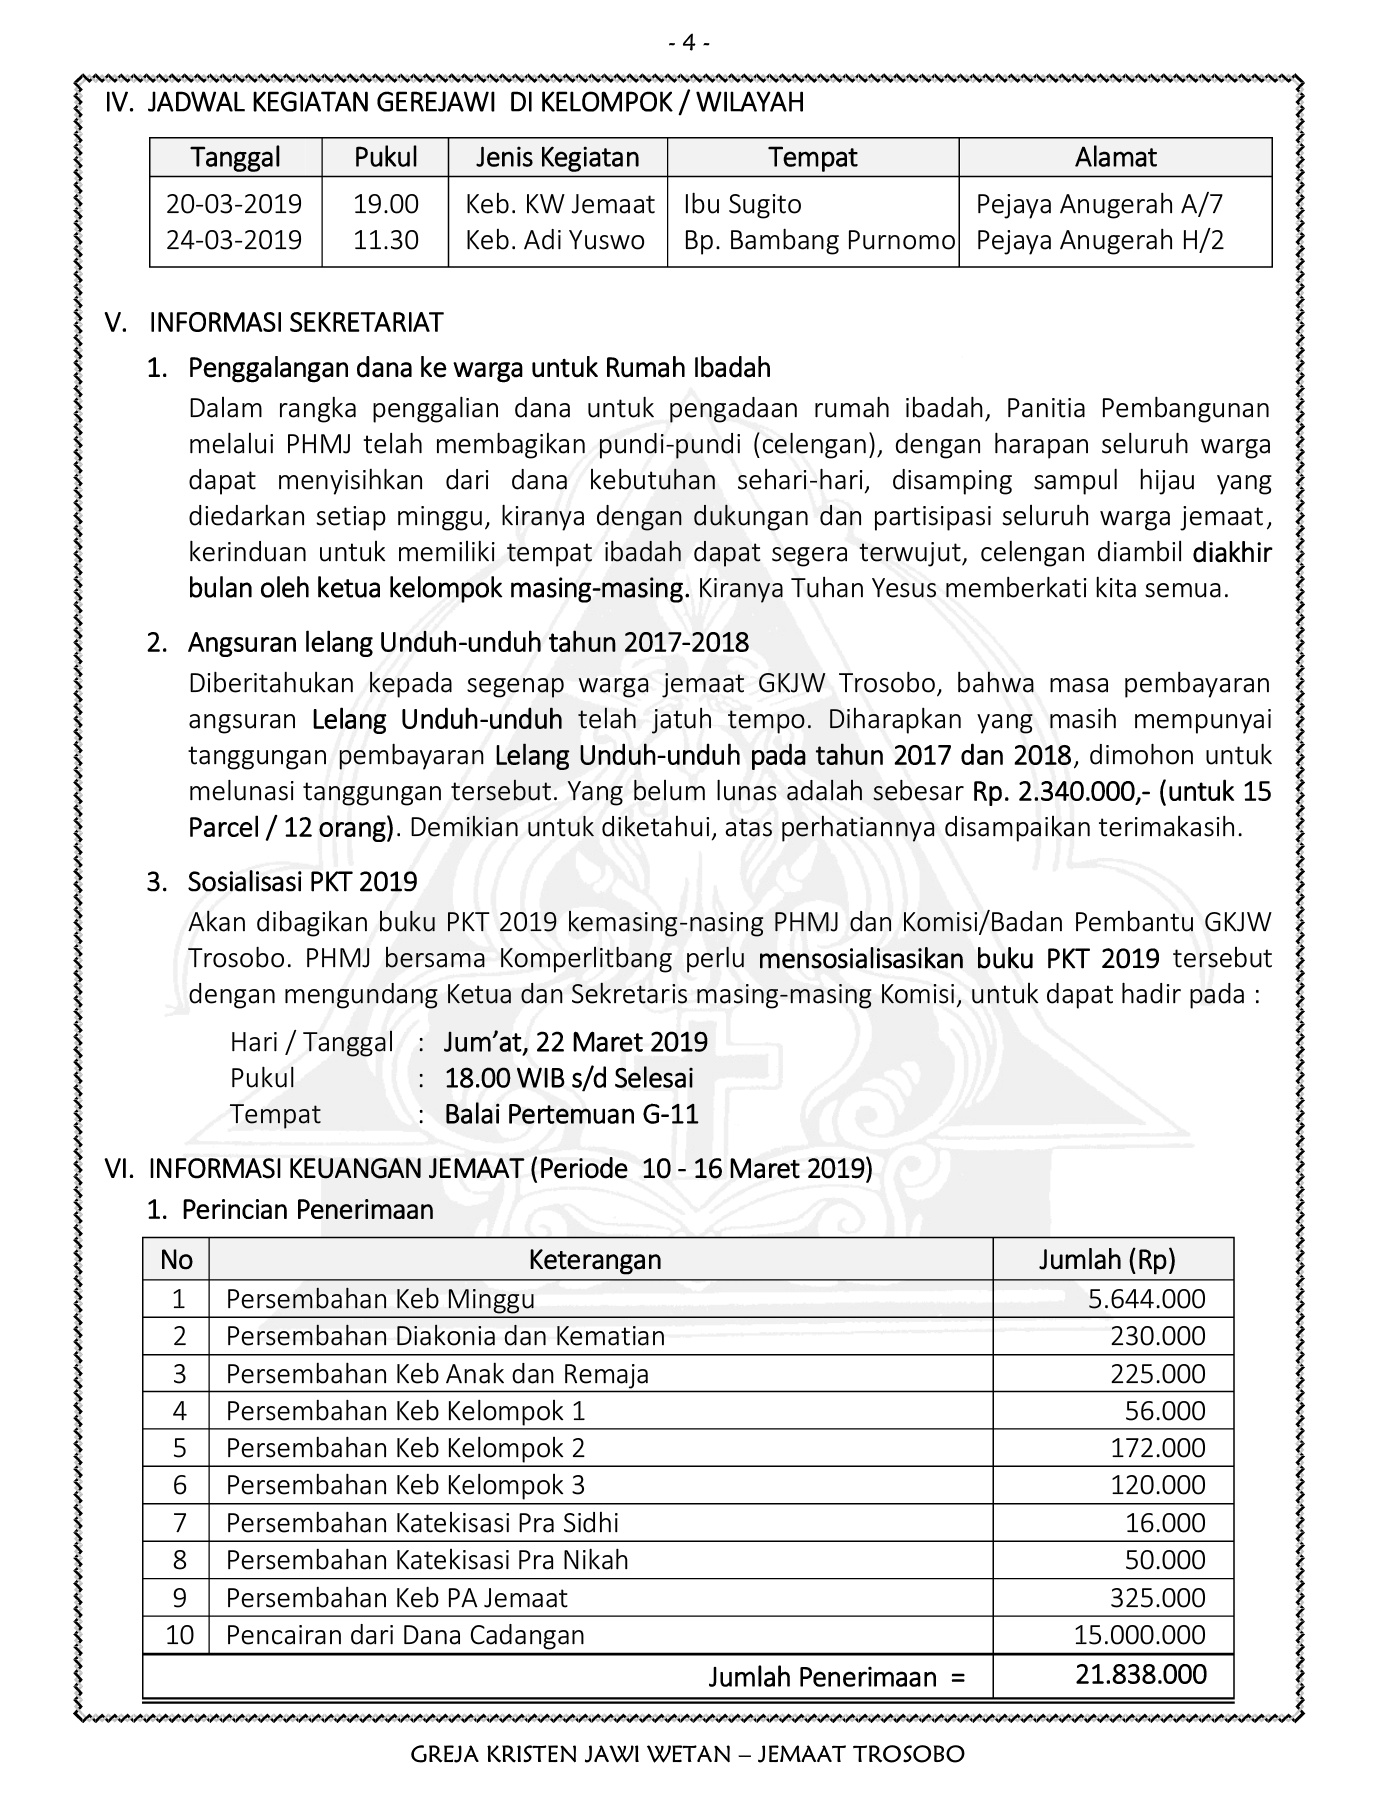 - 4 -
IV. JADWAL KEGIATAN GEREJAWI DI KELOMPOK / WILAYAH
Tanggal Pukul Jenis Kegiatan Tempat Alamat
20-03-2019 19.00 Keb. KW Jemaat Ibu Sugito Pejaya Anugerah A/7
24-03-2019 11.30 Keb. Adi Yuswo Bp. Bambang Purnomo Pejaya Anugerah H/2
V. INFORMASI SEKRETARIAT
1. Penggalangan dana ke warga untuk Rumah Ibadah
Dalam rangka penggalian dana untuk pengadaan rumah ibadah, Panitia Pembangunan
melalui PHMJ telah membagikan pundi-pundi (celengan), dengan harapan seluruh warga
dapat menyisihkan dari dana kebutuhan sehari-hari, disamping sampul hijau yang
diedarkan setiap minggu, kiranya dengan dukungan dan partisipasi seluruh warga jemaat,
kerinduan untuk memiliki tempat ibadah dapat segera terwujut, celengan diambil diakhir
bulan oleh ketua kelompok masing-masing. Kiranya Tuhan Yesus memberkati kita semua.
2. Angsuran lelang Unduh-unduh tahun 2017-2018
Diberitahukan kepada segenap warga jemaat GKJW Trosobo, bahwa masa pembayaran
angsuran Lelang Unduh-unduh telah jatuh tempo. Diharapkan yang masih mempunyai
tanggungan pembayaran Lelang Unduh-unduh pada tahun 2017 dan 2018, dimohon untuk
melunasi tanggungan tersebut. Yang belum lunas adalah sebesar Rp. 2.340.000,- (untuk 15
Parcel / 12 orang). Demikian untuk diketahui, atas perhatiannya disampaikan terimakasih.
3. Sosialisasi PKT 2019
Akan dibagikan buku PKT 2019 kemasing-nasing PHMJ dan Komisi/Badan Pembantu GKJW
Trosobo. PHMJ bersama Komperlitbang perlu mensosialisasikan buku PKT 2019 tersebut
dengan mengundang Ketua dan Sekretaris masing-masing Komisi, untuk dapat hadir pada :
Hari / Tanggal : Jum’at, 22 Maret 2019
Pukul : 18.00 WIB s/d Selesai
Tempat : Balai Pertemuan G-11
VI. INFORMASI KEUANGAN JEMAAT (Periode 10 - 16 Maret 2019)
1. Perincian Penerimaan
No Keterangan Jumlah (Rp)
1 Persembahan Keb Minggu 5.644.000
2 Persembahan Diakonia dan Kematian 230.000
3 Persembahan Keb Anak dan Remaja 225.000
4 Persembahan Keb Kelompok 1 56.000
5 Persembahan Keb Kelompok 2 172.000
6 Persembahan Keb Kelompok 3 120.000
7 Persembahan Katekisasi Pra Sidhi 16.000
8 Persembahan Katekisasi Pra Nikah 50.000
9 Persembahan Keb PA Jemaat 325.000
10 Pencairan dari Dana Cadangan 15.000.000
Jumlah Penerimaan = 21.838.000
GREJA KRISTEN JAWI WETAN – JEMAAT TROSOBO